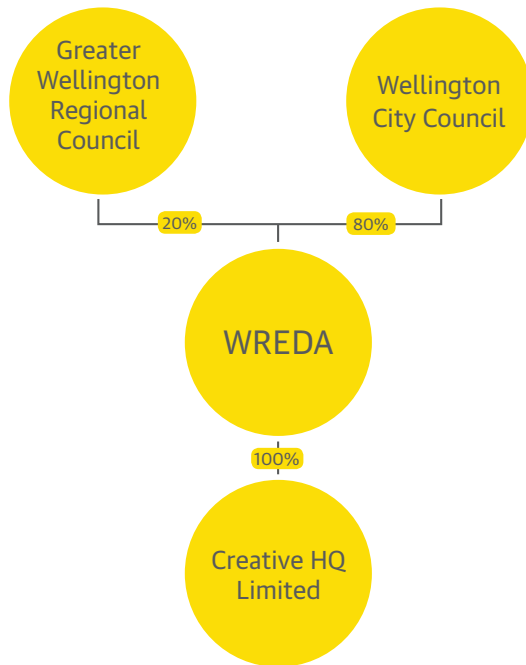 Greater
Wellington
Regional
Council
Wellington
City Council
20%
80%
WREDA
100%
Creative HQ
Limited